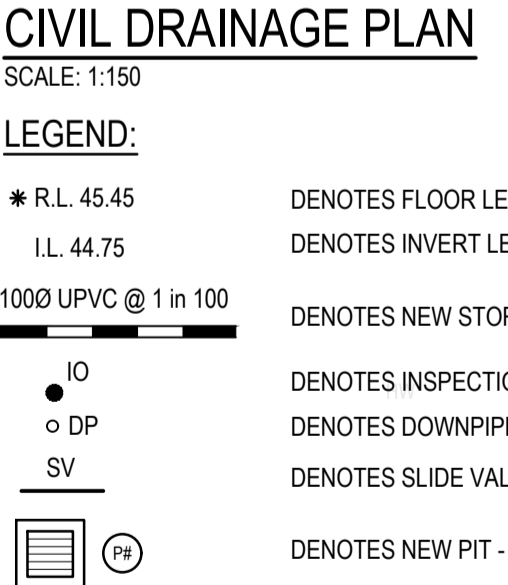 CIVIL DRAINAGE PLAN
SCALE: 1:150
LEGEND:
* R.L. 45.45 DENOTES FLOOR LE
I.L. 44.75 DENOTES INVERT LE
100Ø UPVC @ 1 in 100 DENOTES NEW STOR
IO DENOTES INSPECTIO
DP DENOTES DOWNPIP
SV DENOTES SLIDE VAL
P# DENOTES NEW PIT -